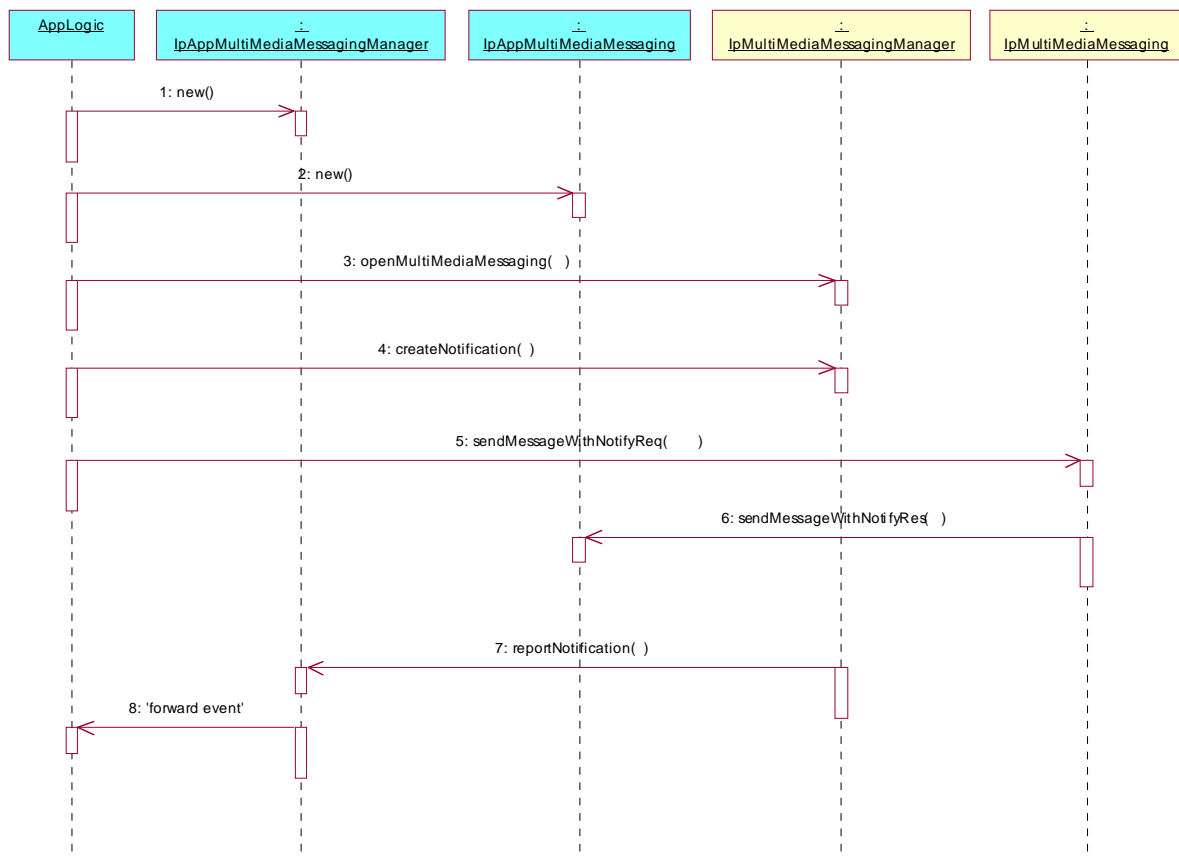 AppLogic
:
IpAppMultiMediaMessagingManager
:
IpAppMultiMediaMessaging
:
IpMultiMediaMessagingManager
:
IpMultiMediaMessaging
1: new()
2: new()
3: openMultiMediaMessaging( )
4: createNotification( )
5: sendMessageWithNotifyReq( )
6: sendMessageWithNotifyRes( )
7: reportNotification( )
8: 'forward event'